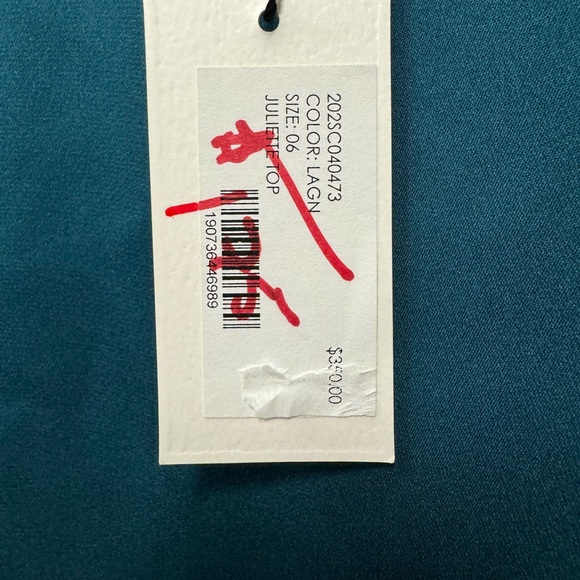 202SC040473
COLOR: LAGN
SIZE: 06
JULIETTE TOP
190736446989
$350.00